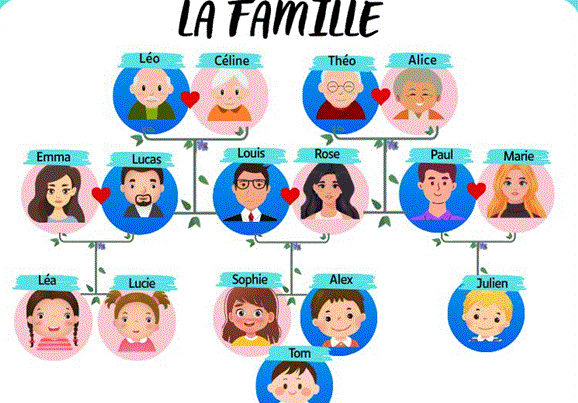 LA FAMILLE
Léo Céline Théo Alice
Emma Lucas Louis Rose Paul Marie
Léa Lucie Sophie Alex Julien
Tom